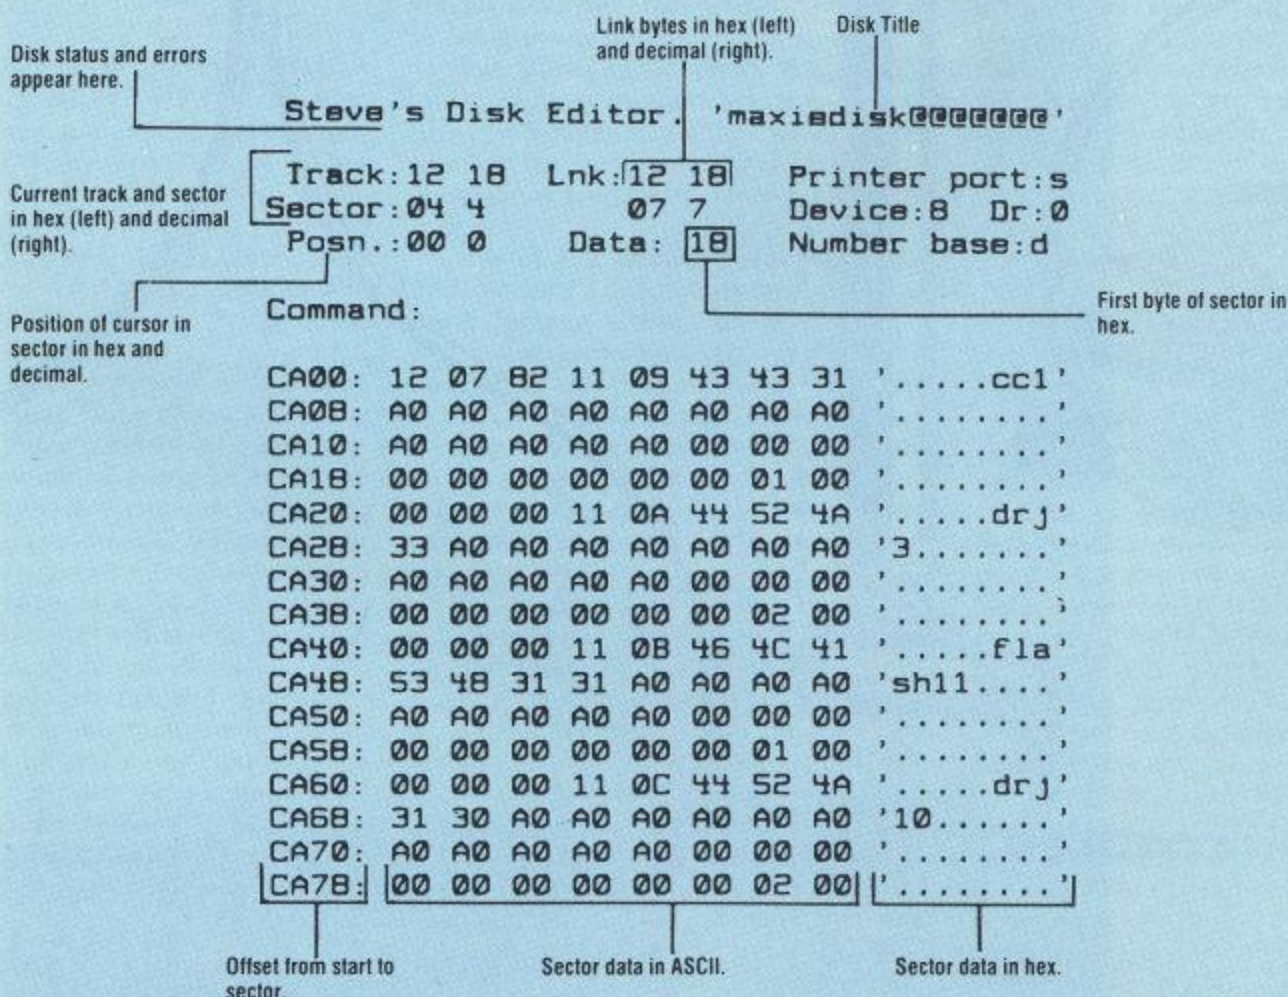 Link bytes in hex (left)
and decimal (right).
Disk Title
Disk status and errors
appear here.
Steve's Disk Editor. 'maxiedisk@@@@@@@'
Track:12 18 Lnk:12 18 Printer port:s
Sector:04 4 07 7 Device:8 Dr:0
Posn.:00 0 Data: 18 Number base:d
Current track and sector
in hex (left) and decimal
(right).
Command:
First byte of sector in
hex.
Position of cursor in
sector in hex and
decimal.
CA00: 12 07 82 11 09 43 43 31 '.....cc1'
CA08: A0 A0 A0 A0 A0 A0 A0 A0 '........'
CA10: A0 A0 A0 A0 A0 00 00 00 '........'
CA18: 00 00 00 00 00 00 01 00 '........'
CA20: 00 00 00 11 0A 44 52 4A '.....drj'
CA28: 33 A0 A0 A0 A0 A0 A0 A0 '3.......'
CA30: A0 A0 A0 A0 A0 00 00 00 '........'
CA38: 00 00 00 00 00 00 02 00 '........'
CA40: 00 00 00 11 0B 46 4C 41 '.....fla'
CA48: 53 48 31 31 A0 A0 A0 A0 'sh11....'
CA50: A0 A0 A0 A0 A0 00 00 00 '........'
CA58: 00 00 00 00 00 00 01 00 '........'
CA60: 00 00 00 11 0C 44 52 4A '.....drj'
CA68: 31 30 A0 A0 A0 A0 A0 A0 '10......'
CA70: A0 A0 A0 A0 A0 00 00 00 '........'
CA78: 00 00 00 00 00 00 02 00 '........'
Offset from start to
sector.
Sector data in ASCII.
Sector data in hex.